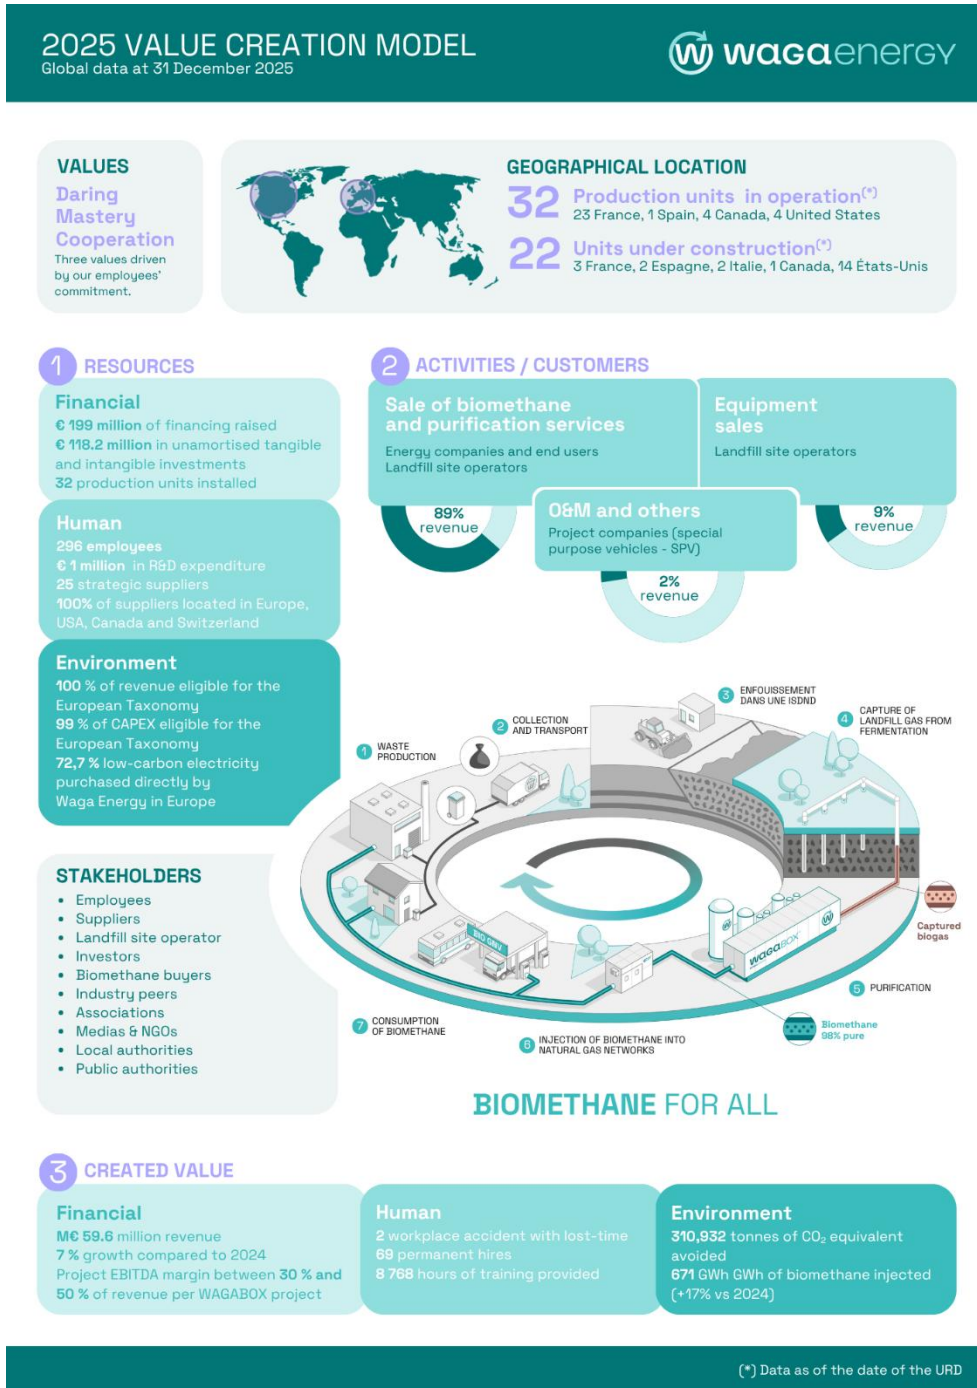 2025 VALUE CREATION MODEL
Global data at 31 December 2025
W wagaenergy
VALUES
Daring
Mastery
Cooperation
Three values driven
by our employees'
commitment.
GEOGRAPHICAL LOCATION
32 Production units in operation(*)
23 France, 1 Spain, 4 Canada, 4 United States
22 Units under construction(*)
3 France, 2 Espagne, 2 Italie, 1 Canada, 14 États-Unis
1 RESOURCES
Financial
€ 199 million of financing raised
€ 118.2 million in unamortised tangible
and intangible investments
32 production units installed
Human
296 employees
€ 1 million in R&D expenditure
25 strategic suppliers
100% of suppliers located in Europe,
USA, Canada and Switzerland
Environment
100 % of revenue eligible for the
European Taxonomy
99 % of CAPEX eligible for the
European Taxonomy
72,7 % low-carbon electricity
purchased directly by
Waga Energy in Europe
STAKEHOLDERS
• Employees
• Suppliers
• Landfill site operator
• Investors
• Biomethane buyers
• Industry peers
• Associations
• Medias & NGOs
• Local authorities
• Public authorities
2 ACTIVITIES / CUSTOMERS
Sale of biomethane
and purification services
Energy companies and end users
Landfill site operators
89%
revenue
O&M and others
Project companies (special
purpose vehicles - SPV)
2%
revenue
Equipment
sales
Landfill site operators
9%
revenue
1 WASTE
PRODUCTION
2 COLLECTION
AND TRANSPORT
3 ENFOUISSEMENT
DANS UNE ISDND
4 CAPTURE OF
LANDFILL GAS FROM
FERMENTATION
Captured
biogas
WAGABOX
BIO GNV
5 PURIFICATION
Biomethane
98% pure
6 INJECTION OF BIOMETHANE INTO
NATURAL GAS NETWORKS
7 CONSUMPTION
OF BIOMETHANE
BIOMETHANE FOR ALL
3 CREATED VALUE
Financial
M€ 59.6 million revenue
7 % growth compared to 2024
Project EBITDA margin between 30 % and
50 % of revenue per WAGABOX project
Human
2 workplace accident with lost-time
69 permanent hires
8 768 hours of training provided
Environment
310,932 tonnes of CO₂ equivalent
avoided
671 GWh GWh of biomethane injected
(+17% vs 2024)
(*) Data as of the date of the URD